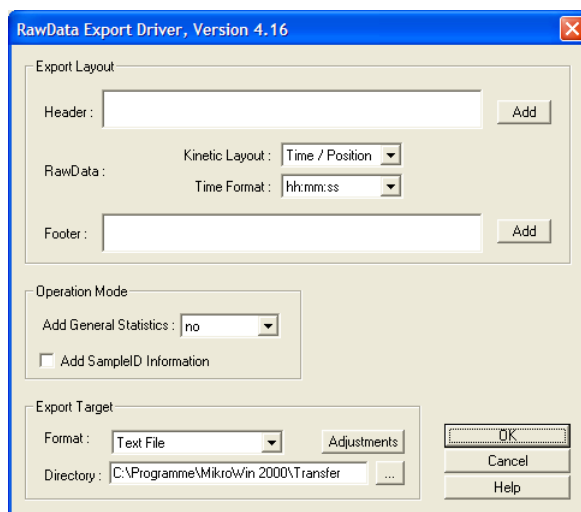 RawData Export Driver, Version 4.16
Export Layout
Header :
Add
Kinetic Layout : Time / Position
RawData :
Time Format : hh:mm:ss
Footer :
Add
Operation Mode
Add General Statistics : no
Add SampleID Information
Export Target
Format : Text File
Adjustments
Directory : C:\Programme\MikroWin 2000\Transfer
...
OK
Cancel
Help